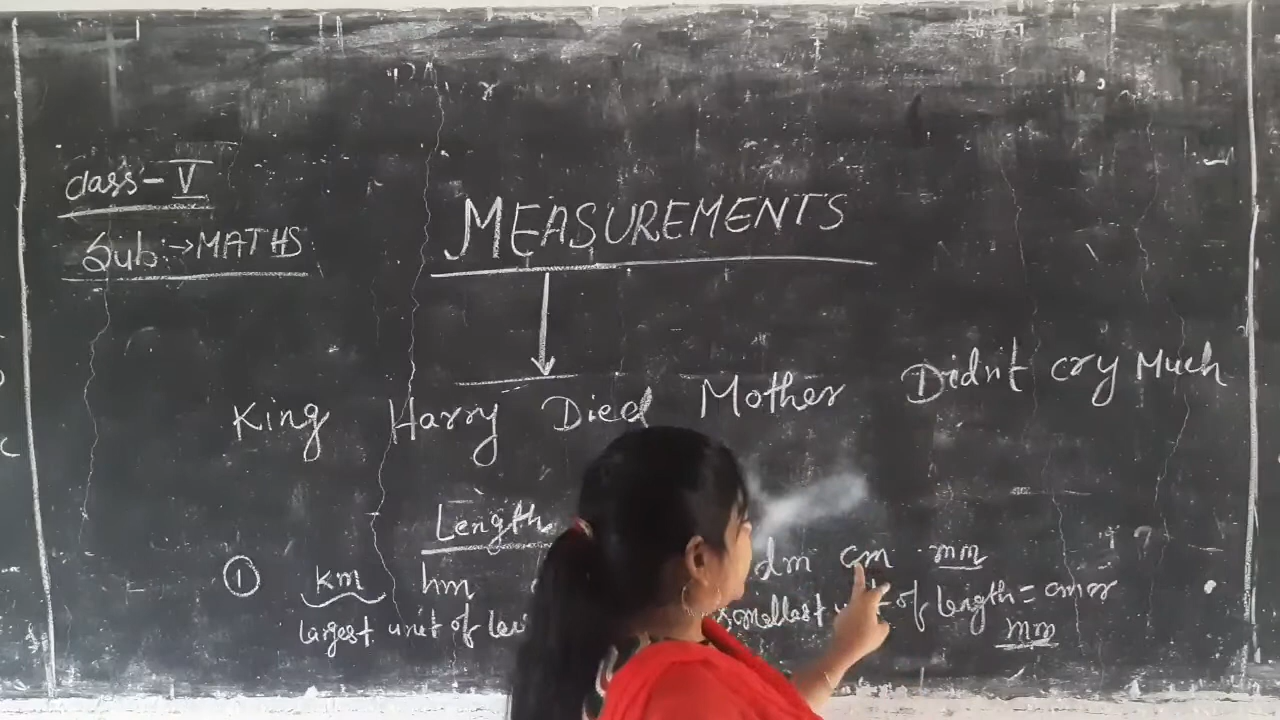 class - V
Sub :→ MATHS
MEASUREMENTS
King Harry Died Mother Didn't cry Much
Length
① km hm dm cm mm
largest unit of smallest of length = cm or
mm